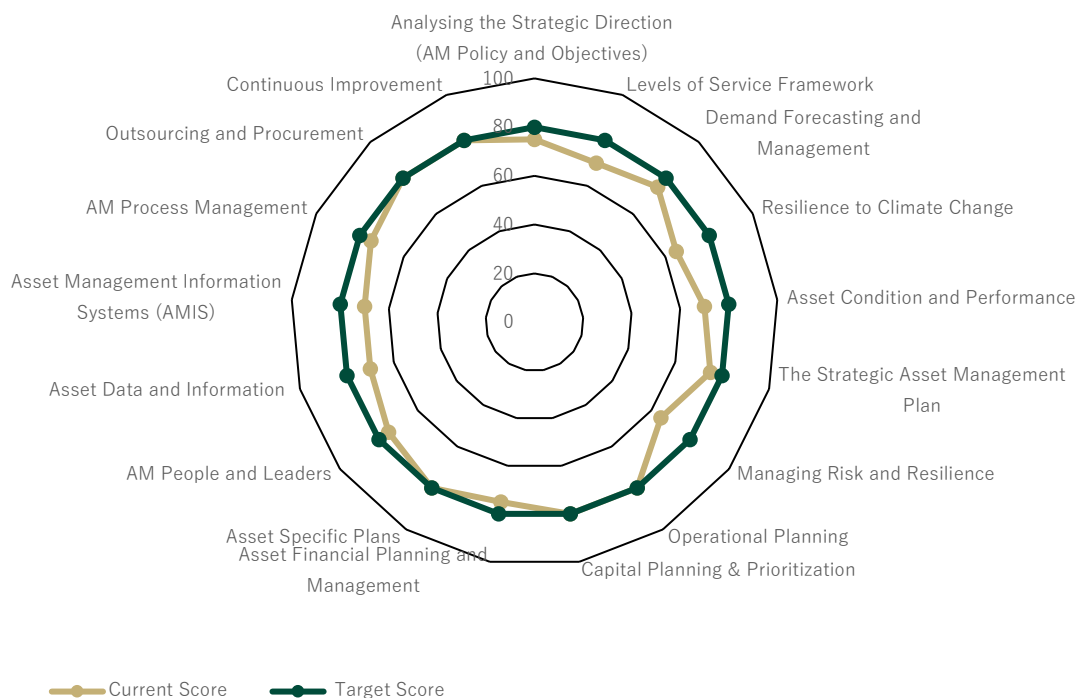 Analysing the Strategic Direction
(AM Policy and Objectives)
Levels of Service Framework
Demand Forecasting and
Management
Resilience to Climate Change
Asset Condition and Performance
The Strategic Asset Management
Plan
Managing Risk and Resilience
Operational Planning
Capital Planning & Prioritization
Asset Financial Planning and
Management
Asset Specific Plans
AM People and Leaders
Asset Data and Information
Asset Management Information
Systems (AMIS)
AM Process Management
Outsourcing and Procurement
Continuous Improvement
100
80
60
40
20
0
Current Score
Target Score